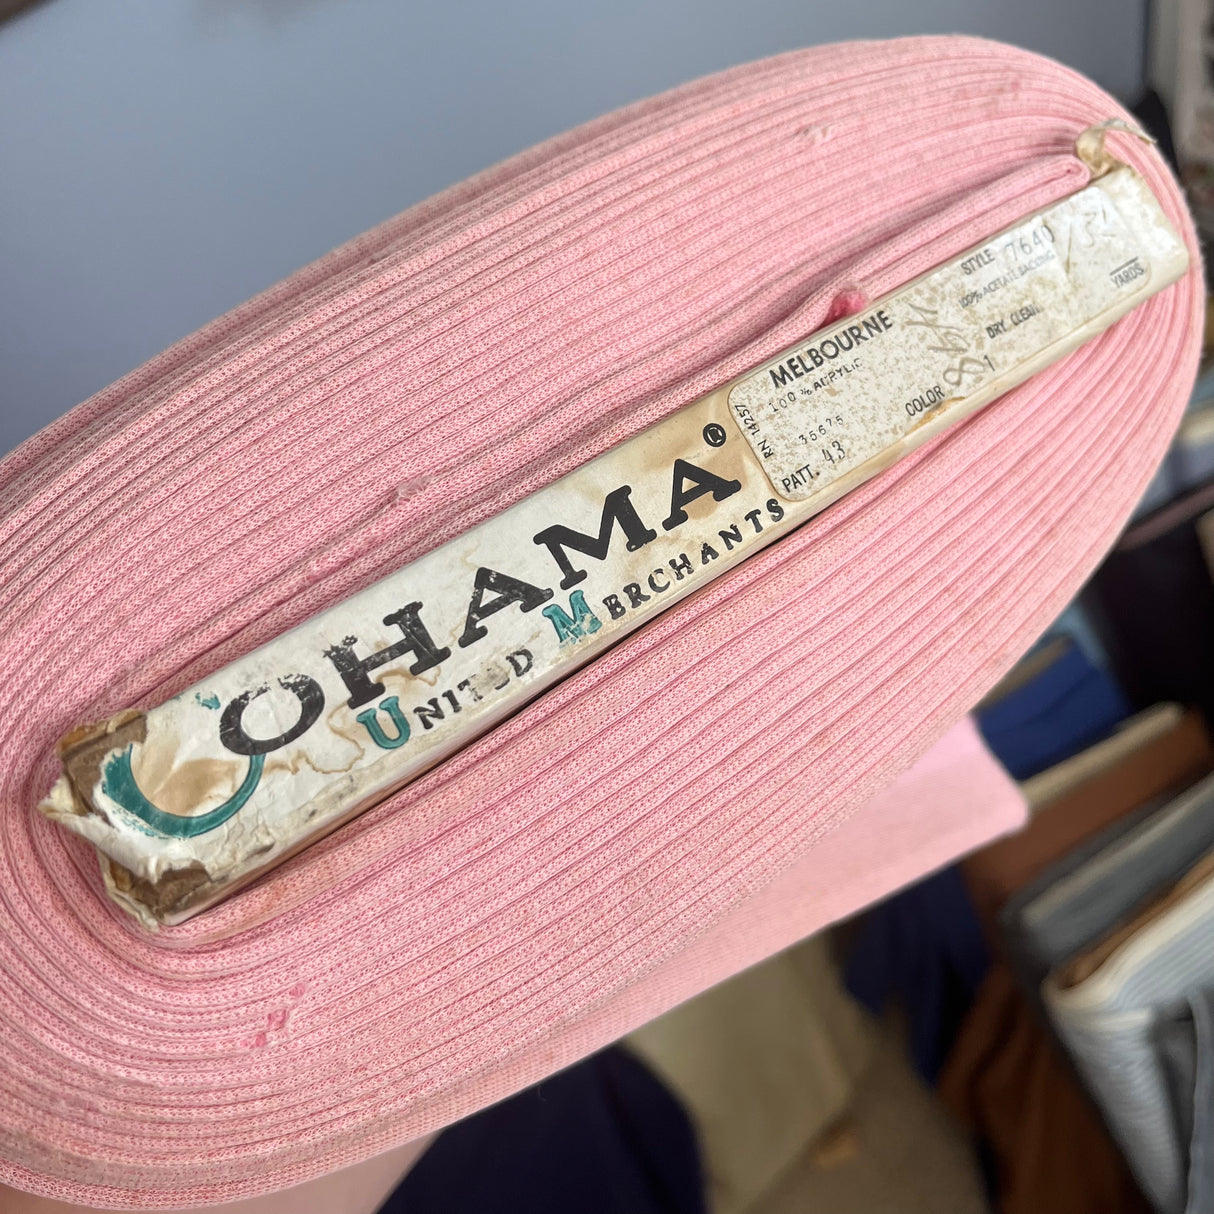 COHAMA®
UNITED MERCHANTS
RN 14257
MELBOURNE
100% ACRYLIC
PATT. 43
STYLE 7640
100% ACETATE BACKING
DRY CLEAN
COLOR 1
YARDS